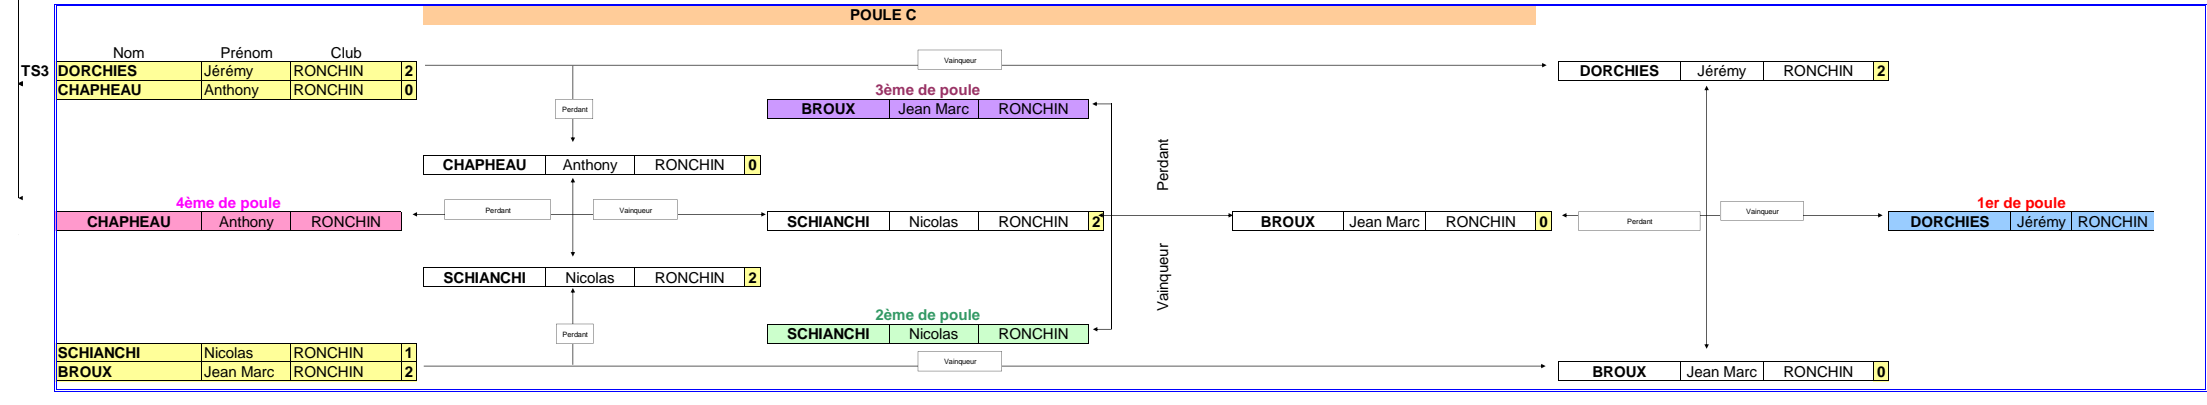 POULE C
Nom Prénom Club
TS3 DORCHIES Jérémy RONCHIN 2
CHAPHEAU Anthony RONCHIN 0
Vainqueur
DORCHIES Jérémy RONCHIN 2
3ème de poule
BROUX Jean Marc RONCHIN
Perdant
Perdant
CHAPHEAU Anthony RONCHIN 0
4ème de poule
CHAPHEAU Anthony RONCHIN
Perdant
Vainqueur
SCHIANCHI Nicolas RONCHIN 2
BROUX Jean Marc RONCHIN 0
Perdant
Vainqueur
1er de poule
DORCHIES Jérémy RONCHIN
Vainqueur
SCHIANCHI Nicolas RONCHIN 2
2ème de poule
SCHIANCHI Nicolas RONCHIN
Perdant
SCHIANCHI Nicolas RONCHIN 1
BROUX Jean Marc RONCHIN 2
Vainqueur
BROUX Jean Marc RONCHIN 0